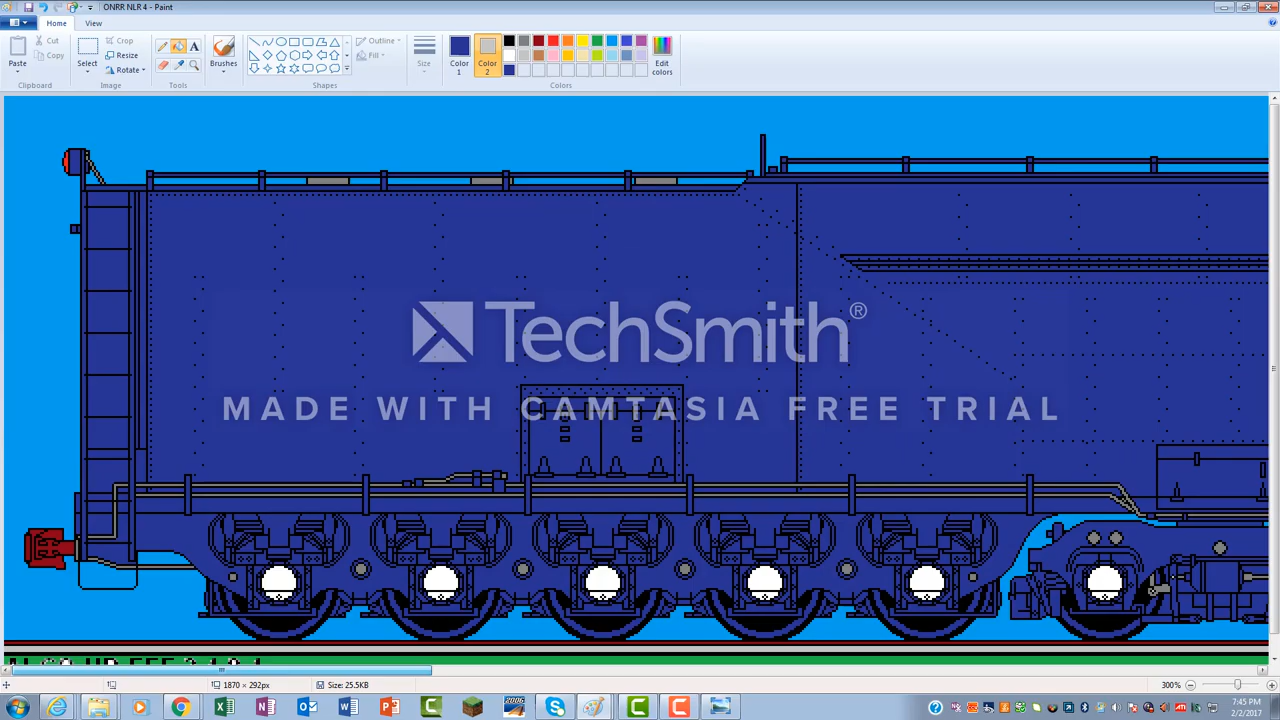 ONRR NLR 4 - Paint
Home View
Paste
Cut
Copy
Clipboard
Select
Crop
Resize
Rotate
Image
A
Tools
Brushes
Shapes
Outline
Fill
Size
Color 1
Color 2
Edit colors
Colors
TechSmith®
MADE WITH CAMTASIA FREE TRIAL
1870 × 292px
Size: 25.5KB
300%
7:45 PM
2/2/2017